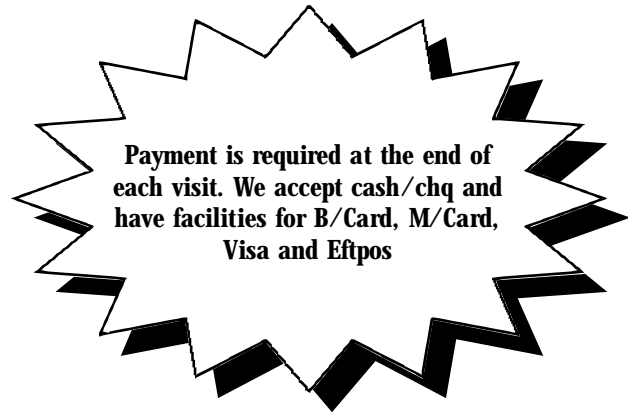 Payment is required at the end of
each visit. We accept cash/chq and
have facilities for B/Card, M/Card,
Visa and Eftpos